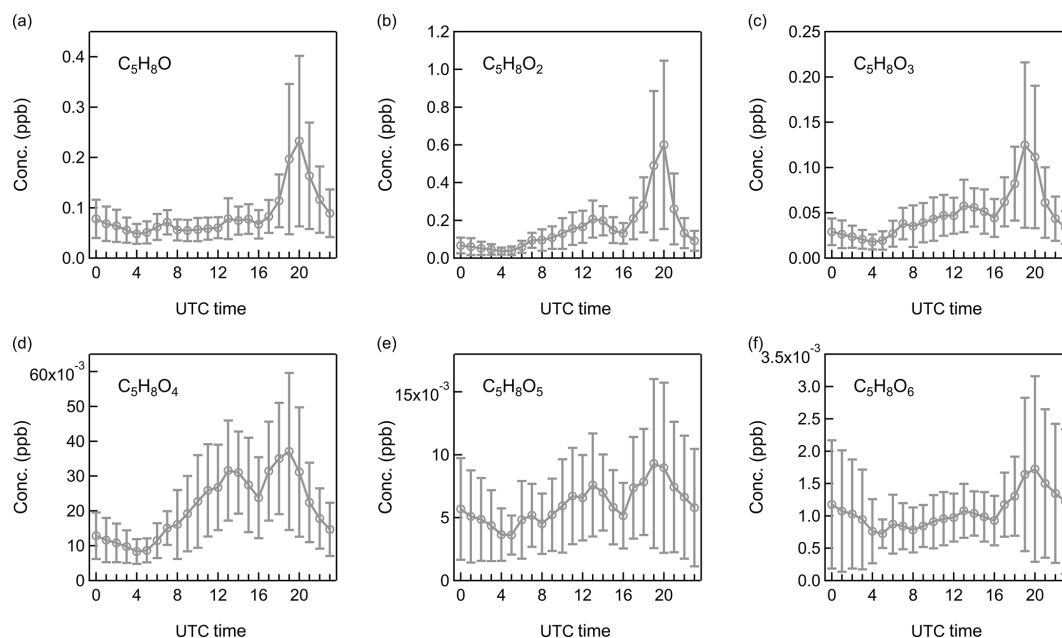 (a)
C5H8O
Conc. (ppb)
0.4
0.3
0.2
0.1
0.0
0 4 8 12 16 20
UTC time
(b)
C5H8O2
Conc. (ppb)
1.2
1.0
0.8
0.6
0.4
0.2
0.0
0 4 8 12 16 20
UTC time
(c)
C5H8O3
Conc. (ppb)
0.25
0.20
0.15
0.10
0.05
0.00
0 4 8 12 16 20
UTC time
(d)
C5H8O4
Conc. (ppb)
60x10-3
50
40
30
20
10
0
0 4 8 12 16 20
UTC time
(e)
C5H8O5
Conc. (ppb)
15x10-3
10
5
0
0 4 8 12 16 20
UTC time
(f)
C5H8O6
Conc. (ppb)
3.5x10-3
3.0
2.5
2.0
1.5
1.0
0.5
0.0
0 4 8 12 16 20
UTC time